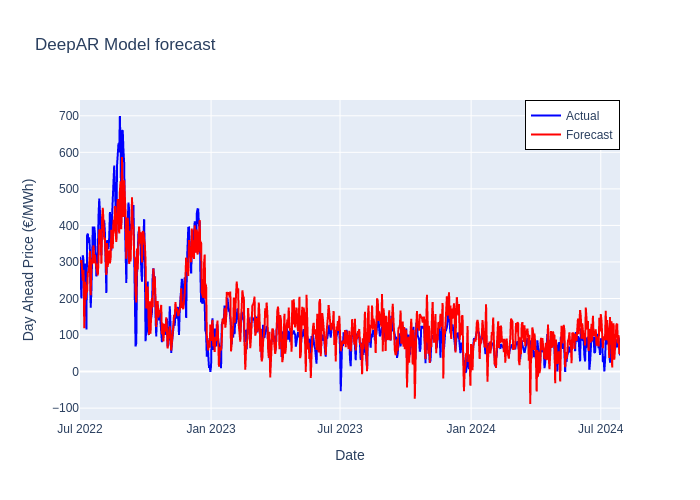 DeepAR Model forecast
Actual
Forecast
Day Ahead Price (€/MWh)
700
600
500
400
300
200
100
0
−100
Jul 2022
Jan 2023
Jul 2023
Jan 2024
Jul 2024
Date